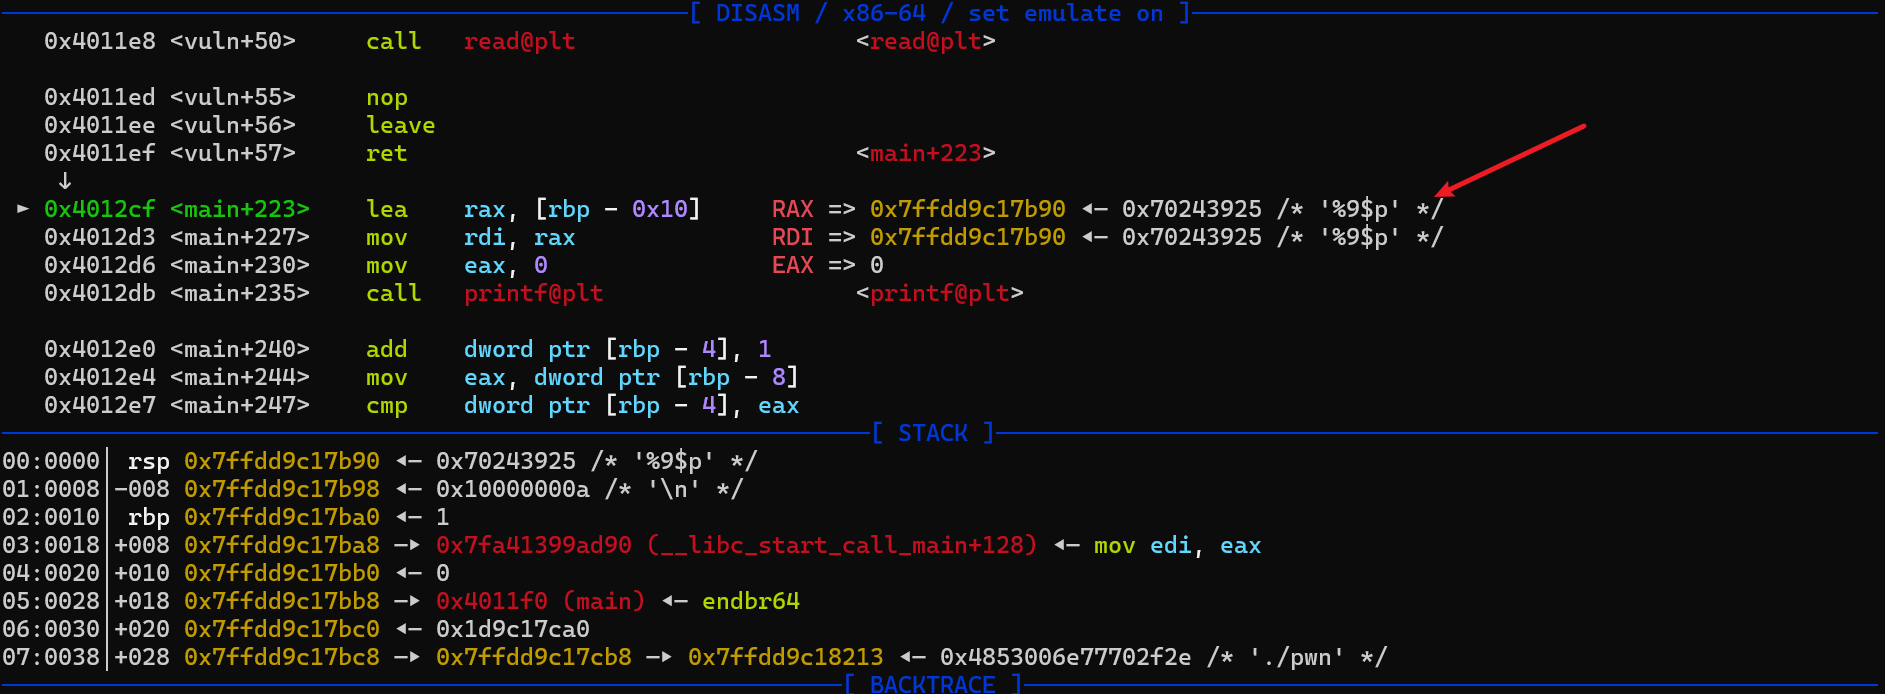 [ DISASM / x86-64 / set emulate on ]
0x4011e8 <vuln+50> call read@plt <read@plt>
0x4011ed <vuln+55> nop
0x4011ee <vuln+56> leave
0x4011ef <vuln+57> ret <main+223>
↓
► 0x4012cf <main+223> lea rax, [rbp - 0x10] RAX => 0x7ffdd9c17b90 ◂— 0x70243925 /* '%9$p' */
0x4012d3 <main+227> mov rdi, rax RDI => 0x7ffdd9c17b90 ◂— 0x70243925 /* '%9$p' */
0x4012d6 <main+230> mov eax, 0 EAX => 0
0x4012db <main+235> call printf@plt <printf@plt>
0x4012e0 <main+240> add dword ptr [rbp - 4], 1
0x4012e4 <main+244> mov eax, dword ptr [rbp - 8]
0x4012e7 <main+247> cmp dword ptr [rbp - 4], eax
[ STACK ]
00:0000│ rsp 0x7ffdd9c17b90 ◂— 0x70243925 /* '%9$p' */
01:0008│-008 0x7ffdd9c17b98 ◂— 0x10000000a /* '\n' */
02:0010│ rbp 0x7ffdd9c17ba0 ◂— 1
03:0018│+008 0x7ffdd9c17ba8 —▸ 0x7fa41399ad90 (__libc_start_call_main+128) ◂— mov edi, eax
04:0020│+010 0x7ffdd9c17bb0 ◂— 0
05:0028│+018 0x7ffdd9c17bb8 —▸ 0x4011f0 (main) ◂— endbr64
06:0030│+020 0x7ffdd9c17bc0 ◂— 0x1d9c17ca0
07:0038│+028 0x7ffdd9c17bc8 —▸ 0x7ffdd9c17cb8 —▸ 0x7ffdd9c18213 ◂— 0x4853006e77702f2e /* './pwn' */
[ BACKTRACE ]